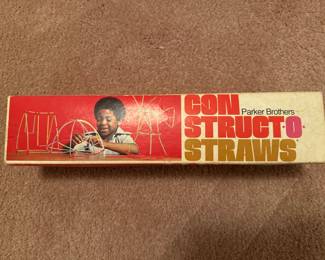 CON
Parker Brothers
STRUCT·O·
STRAWS